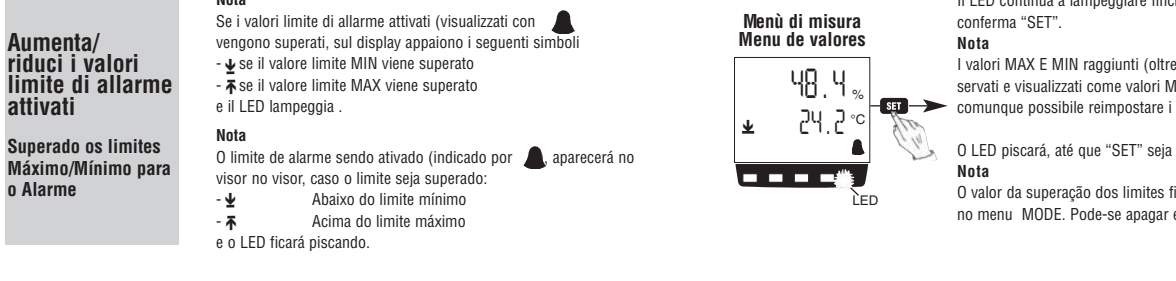 Aumenta/
riduci i valori
limite di allarme
attivati
Superado os limites
Máximo/Mínimo para
o Alarme
Nota
Se i valori limite di allarme attivati (visualizzati con
vengono superati, sul display appaiono i seguenti simboli
- se il valore limite MIN viene superato
- se il valore limite MAX viene superato
e il LED lampeggia .
Nota
O limite de alarme sendo ativado (indicado por , aparecerá no
visor no visor, caso o limite seja superado:
- Abaixo do limite mínimo
- Acima do limite máximo
e o LED ficará piscando.
Menù di misura
Menu de valores
48.4 %
24.2 °C
LED
SET
Il LED continua a lampeggiare
conferma “SET”.
Nota
I valori MAX E MIN raggiunti (oltre
servati e visualizzati come valori M
comunque possibile reimpostare i
O LED piscará, até que “SET” seja
Nota
O valor da superação dos limites fi
no menu MODE. Pode-se apagar e